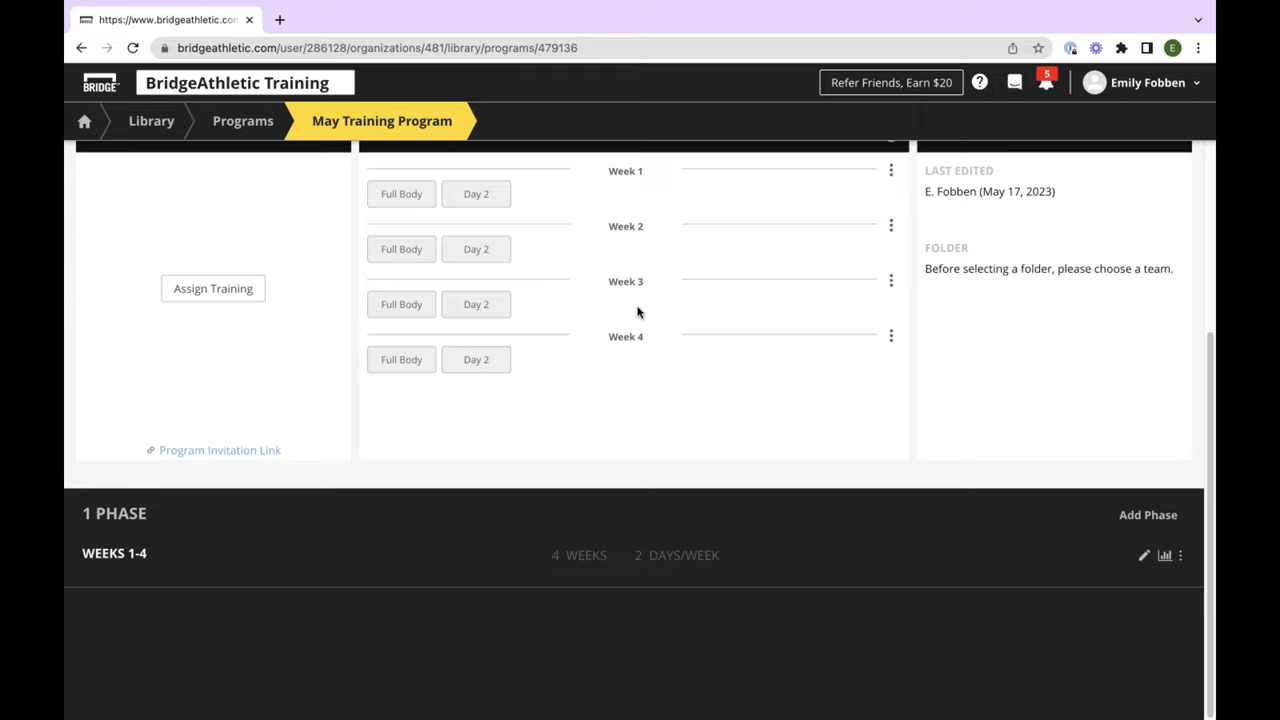 https://www.bridgeathletic.con
bridgeathletic.com/user/286128/organizations/481/library/programs/479136
E
BRIDGE
BridgeAthletic Training
Refer Friends, Earn $20
5
Emily Fobben
Library
Programs
May Training Program
Week 1
Full Body
Day 2
Week 2
Full Body
Day 2
Week 3
Full Body
Day 2
Week 4
Full Body
Day 2
Assign Training
Program Invitation Link
LAST EDITED
E. Fobben (May 17, 2023)
FOLDER
Before selecting a folder, please choose a team.
1 PHASE
Add Phase
WEEKS 1-4
4 WEEKS
2 DAYS/WEEK